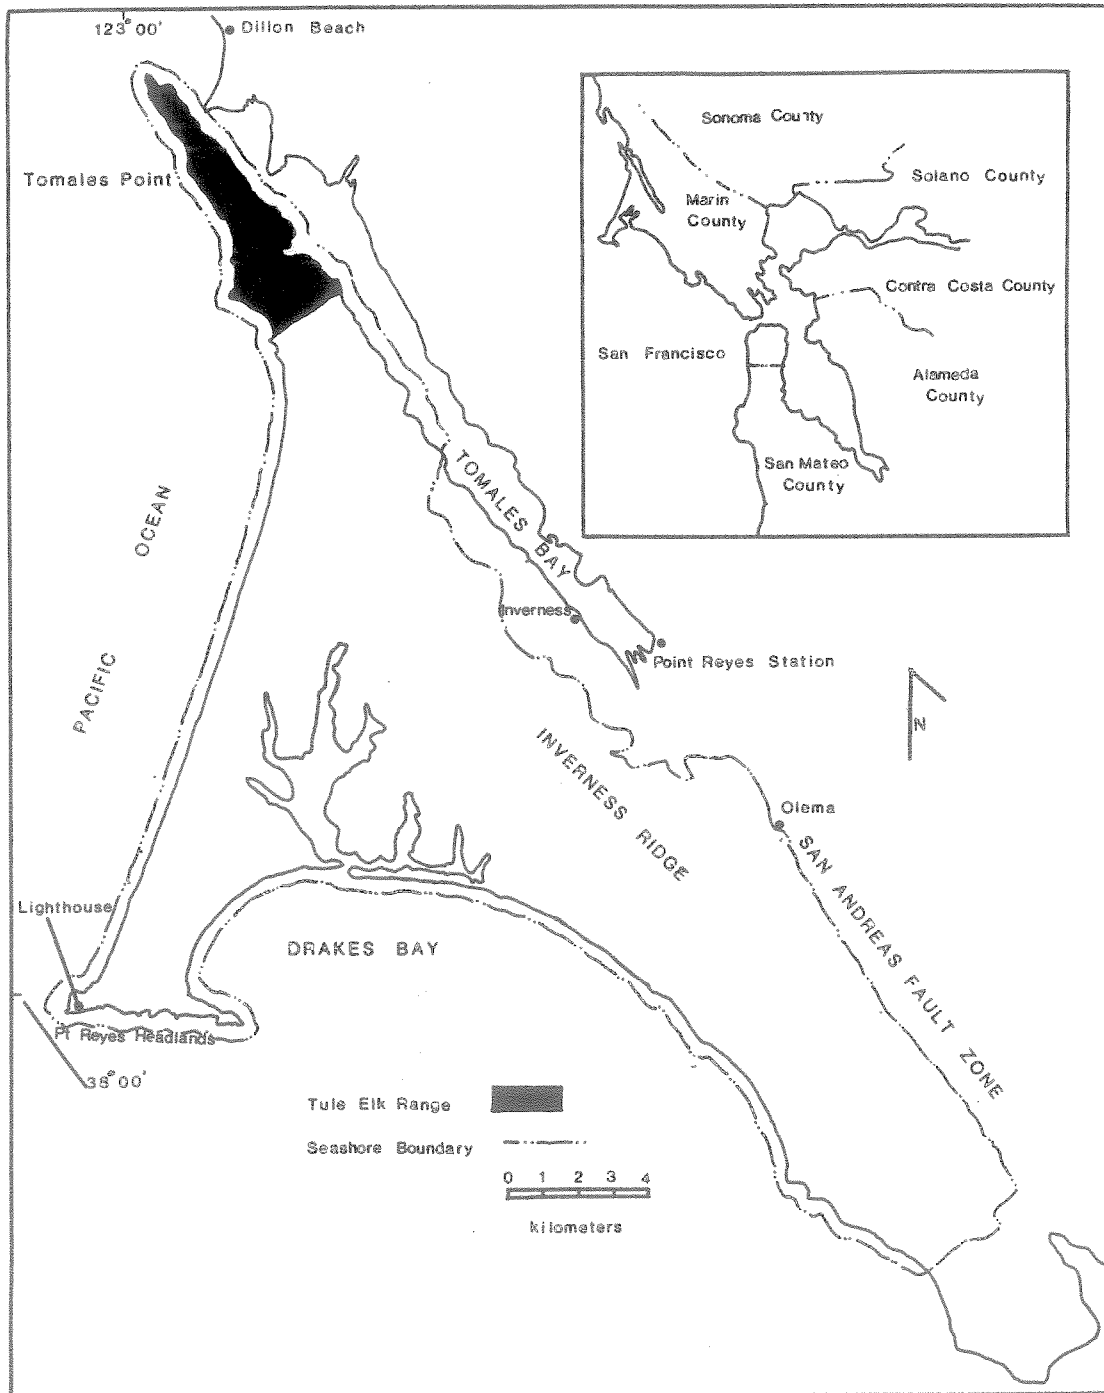 123°00'
Dillon Beach
Tomales Point
Sonoma County
Solano County
Marin
County
Contra Costa County
San Francisco
Alameda
County
San Mateo
County
TOMALES BAY
PACIFIC OCEAN
Inverness
Point Reyes Station
N
INVERNESS RIDGE
Olema
SAN ANDREAS FAULT ZONE
Lighthouse
DRAKES BAY
Pt Reyes Headlands
38°00'
Tule Elk Range
Seashore Boundary
0 1 2 3 4
kilometers